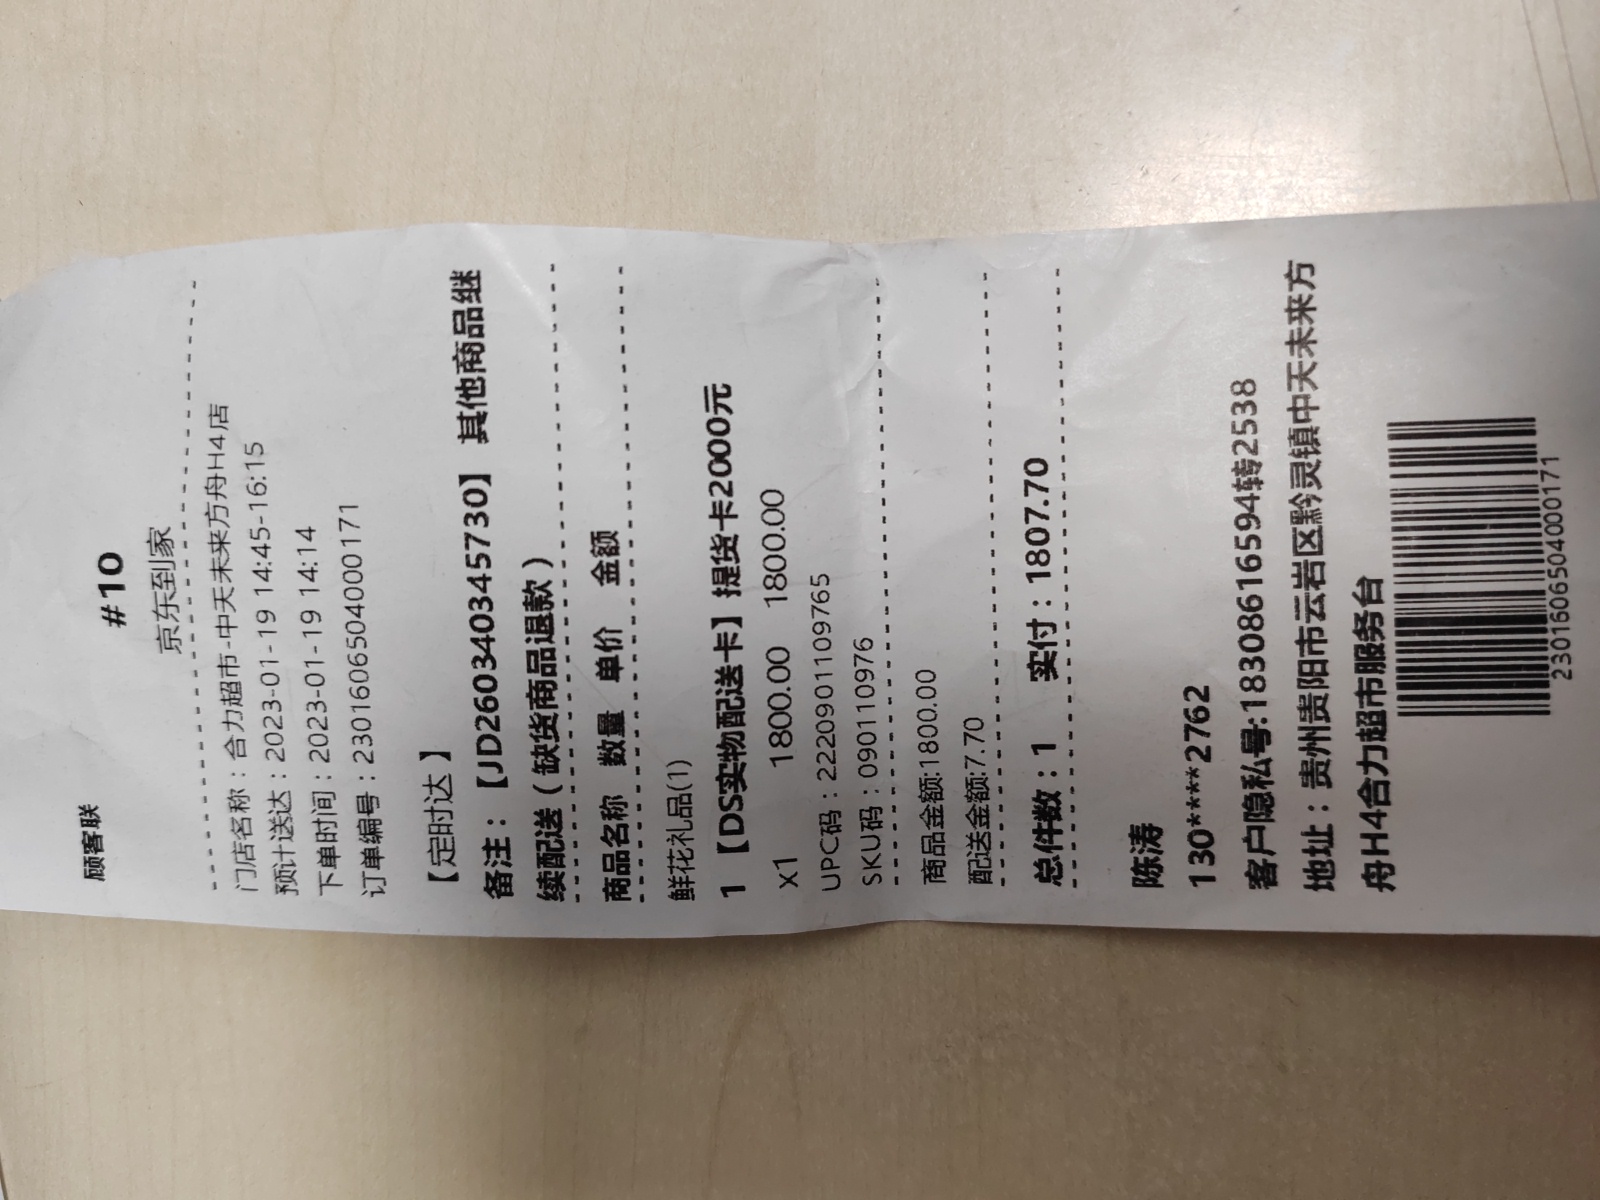 顾客联
#10
京东到家
门店名称：合力超市-中天未来方舟H4店
预计送达：2023-01-19 14:45-16:15
下单时间：2023-01-19 14:14
订单编号：2301606504000171
【定时达】
备注：【JD260340345730】 其他商品继
续配送（缺货商品退款）
商品名称 数量 单价 金额
鲜花礼品(1)
1 【DS实物配送卡】提货卡2000元
x1 1800.00 1800.00
UPC码：2220901109765
SKU码：090110976
商品金额:1800.00
配送金额:7.70
总件数：1 实付：1807.70
陈涛
130****2762
客户隐私号:18308616594转2538
地址：贵州贵阳市云岩区黔灵镇中天未来方
舟H4合力超市服务台
2301606504000171